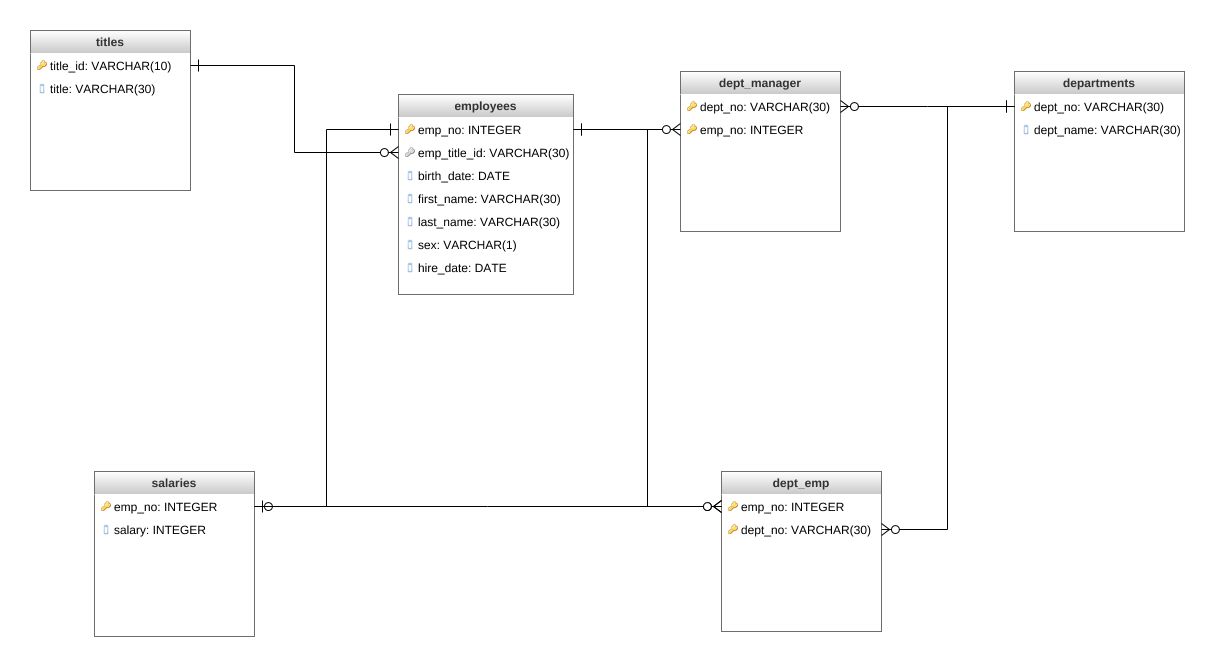 titles
title_id: VARCHAR(10)
title: VARCHAR(30)
employees
emp_no: INTEGER
emp_title_id: VARCHAR(30)
birth_date: DATE
first_name: VARCHAR(30)
last_name: VARCHAR(30)
sex: VARCHAR(1)
hire_date: DATE
dept_manager
dept_no: VARCHAR(30)
emp_no: INTEGER
departments
dept_no: VARCHAR(30)
dept_name: VARCHAR(30)
salaries
emp_no: INTEGER
salary: INTEGER
dept_emp
emp_no: INTEGER
dept_no: VARCHAR(30)